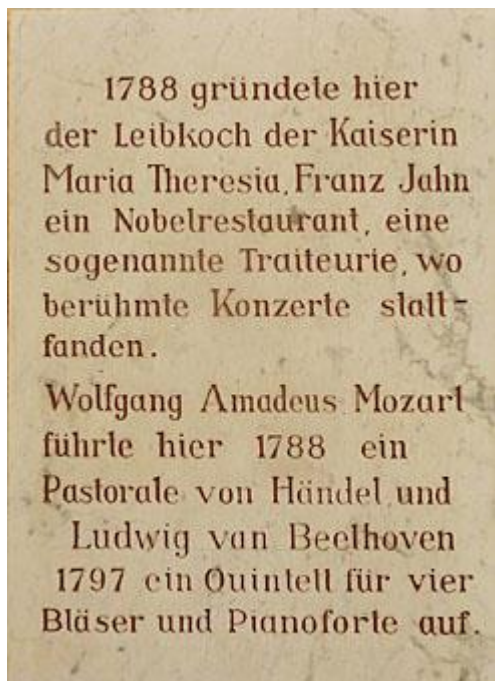 1788 gründete hier
der Leibkoch der Kaiserin
Maria Theresia, Franz Jahn
ein Nobelrestaurant, eine
sogenannte Traiteurie, wo
berühmte Konzerte statt-
fanden.
Wolfgang Amadeus Mozart
führte hier 1788 ein
Pastorale von Händel und
Ludwig van Beethoven
1797 ein Quintett für vier
Bläser und Pianoforte auf.